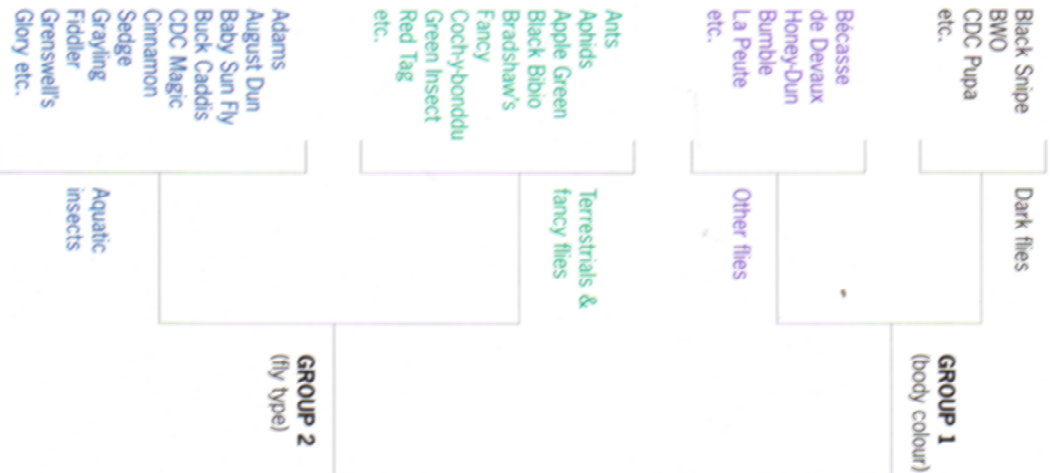 Black Snipe
BWO
CDC Pupa
etc.
Dark flies
GROUP 1
(body colour)
Bécasse
de Devaux
Honey-Dun
Bumble
La Peute
etc.
Other flies
Ants
Aphids
Apple Green
Black Bibio
Bradshaw's
Fancy
Cochy-bonddu
Green Insect
Red Tag
etc.
Terrestrials &
fancy flies
GROUP 2
(fly type)
Adams
August Dun
Baby Sun Fly
Buck Caddis
CDC Magic
Cinnamon
Sedge
Grayling
Fiddler
Grenswell's
Glory etc.
Aquatic
insects